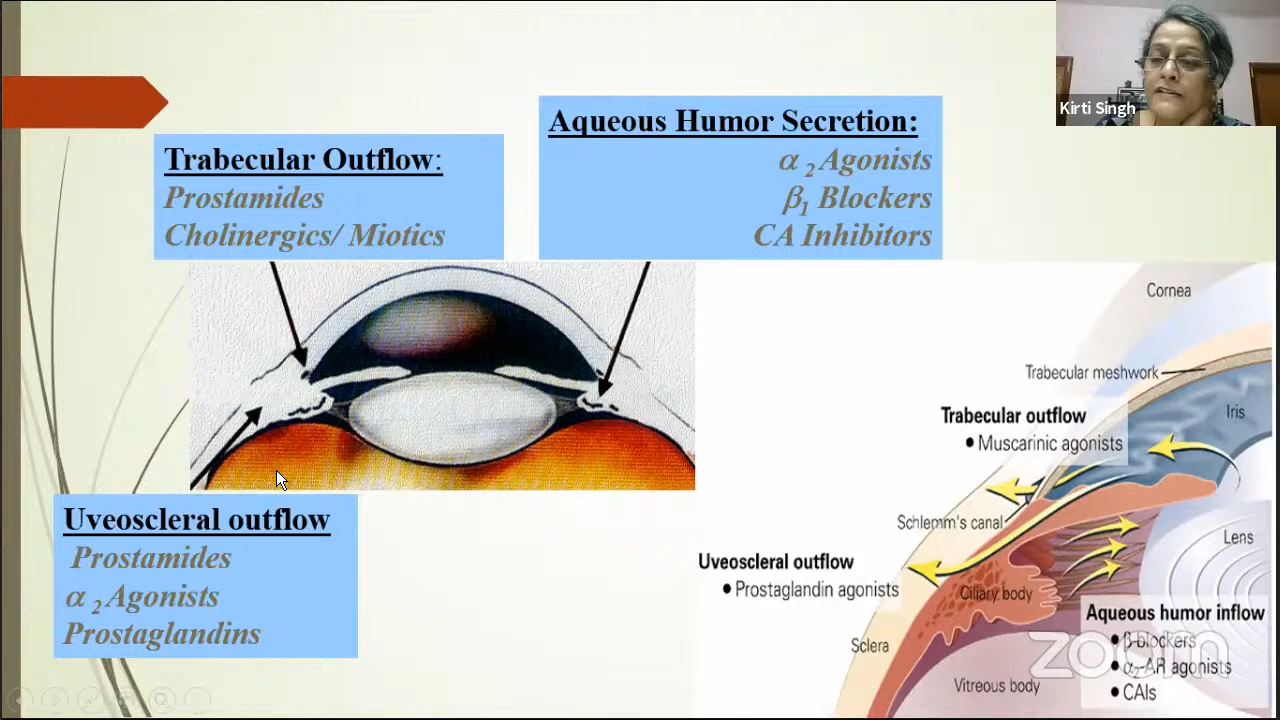 Kirti Singh
Trabecular Outflow:
Prostamides
Cholinergics/ Miotics
Aqueous Humor Secretion:
α 2 Agonists
β1 Blockers
CA Inhibitors
Uveoscleral outflow
Prostamides
α 2 Agonists
Prostaglandins
Cornea
Trabecular meshwork
Iris
Trabecular outflow
• Muscarinic agonists
Schlemm's canal
Lens
Uveoscleral outflow
• Prostaglandin agonists
Ciliary body
Sclera
Vitreous body
Aqueous humor inflow
• β-blockers
• α2-AR agonists
• CAIs
zoom